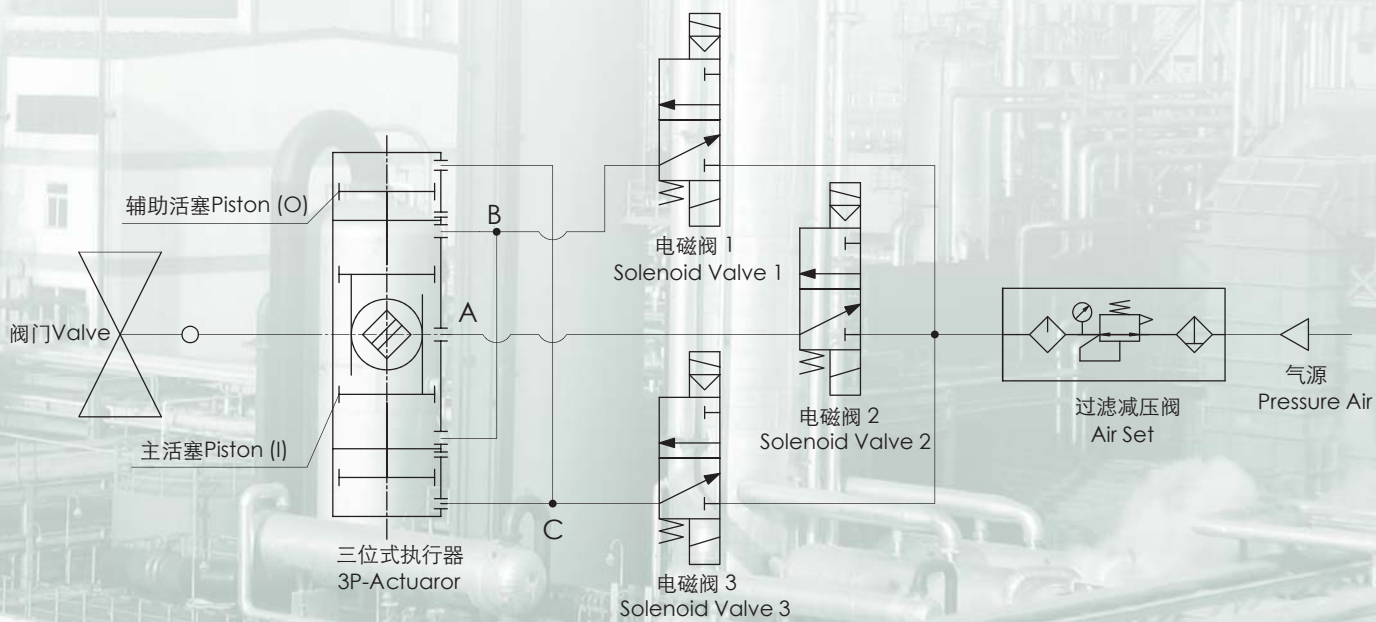 辅助活塞Piston (O)
B
电磁阀 1
Solenoid Valve 1
A
阀门Valve
电磁阀 2
Solenoid Valve 2
气源
Pressure Air
过滤减压阀
Air Set
主活塞Piston (I)
C
三位式执行器
3P-Actuaror
电磁阀 3
Solenoid Valve 3